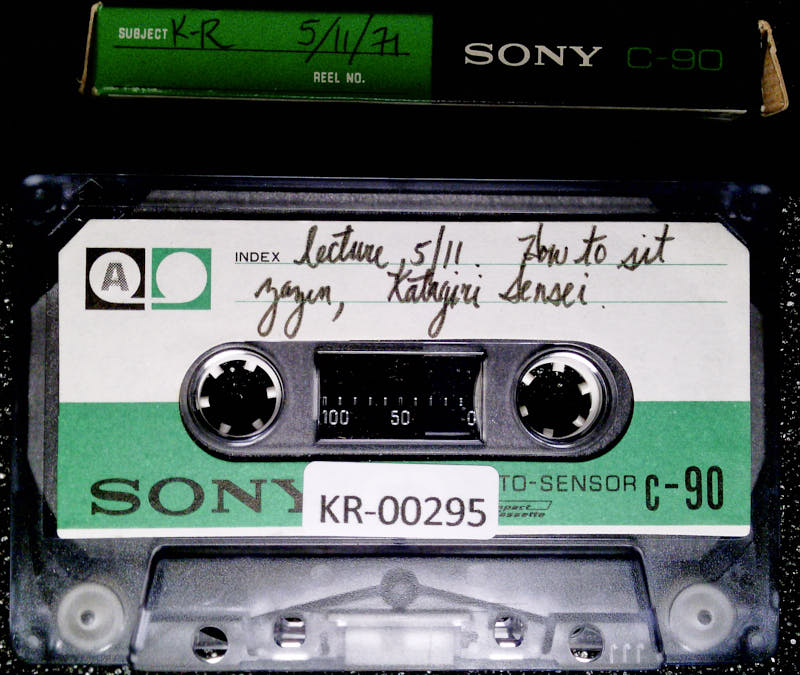 SUBJECT K-R 5/11/71
REEL NO.
SONY C-90
A
INDEX lecture 5/11. How to sit
zazen, Katagiri Sensei.
100 50 0
SONY TO-SENSOR C-90
KR-00295